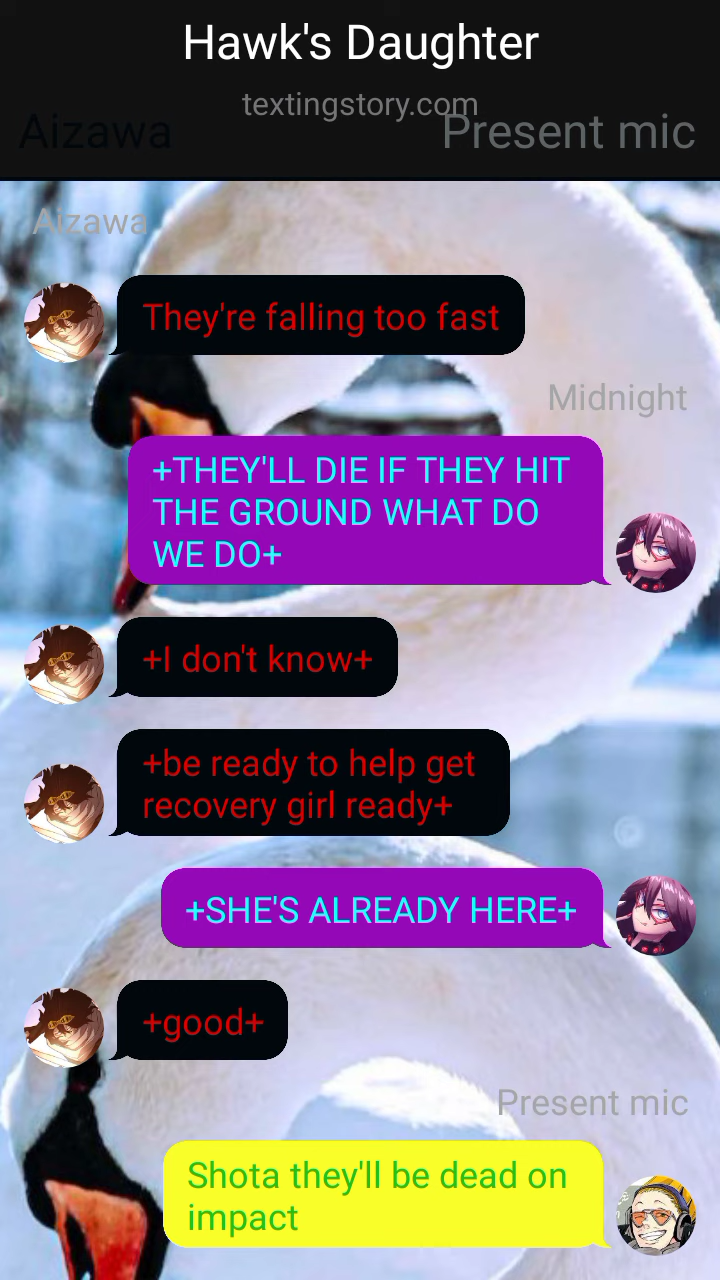 Hawk's Daughter
textingstory.com
Aizawa
Present mic
Aizawa
They're falling too fast
Midnight
+THEY'LL DIE IF THEY HIT
THE GROUND WHAT DO
WE DO+
+I don't know+
+be ready to help get
recovery girl ready+
+SHE'S ALREADY HERE+
+good+
Present mic
Shota they'll be dead on
impact